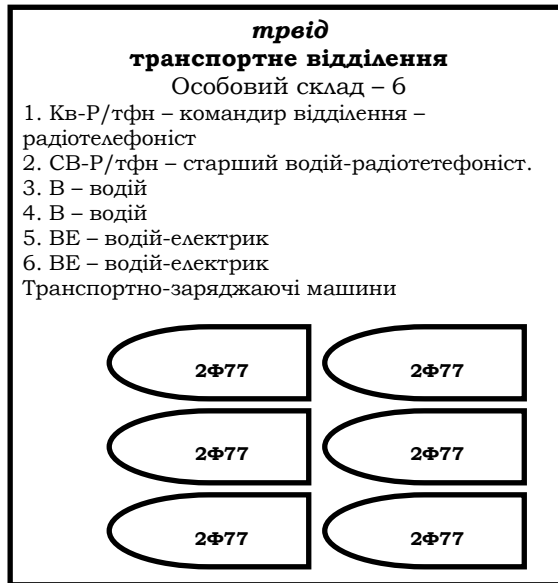 трвід
транспортне відділення
Особовий склад – 6
1. Кв-Р/тфн – командир відділення –
радіотелефоніст
2. СВ-Р/тфн – старший водій-радіотетефоніст.
3. В – водій
4. В – водій
5. ВЕ – водій-електрик
6. ВЕ – водій-електрик
Транспортно-заряджаючі машини
2Ф77 2Ф77
2Ф77 2Ф77
2Ф77 2Ф77